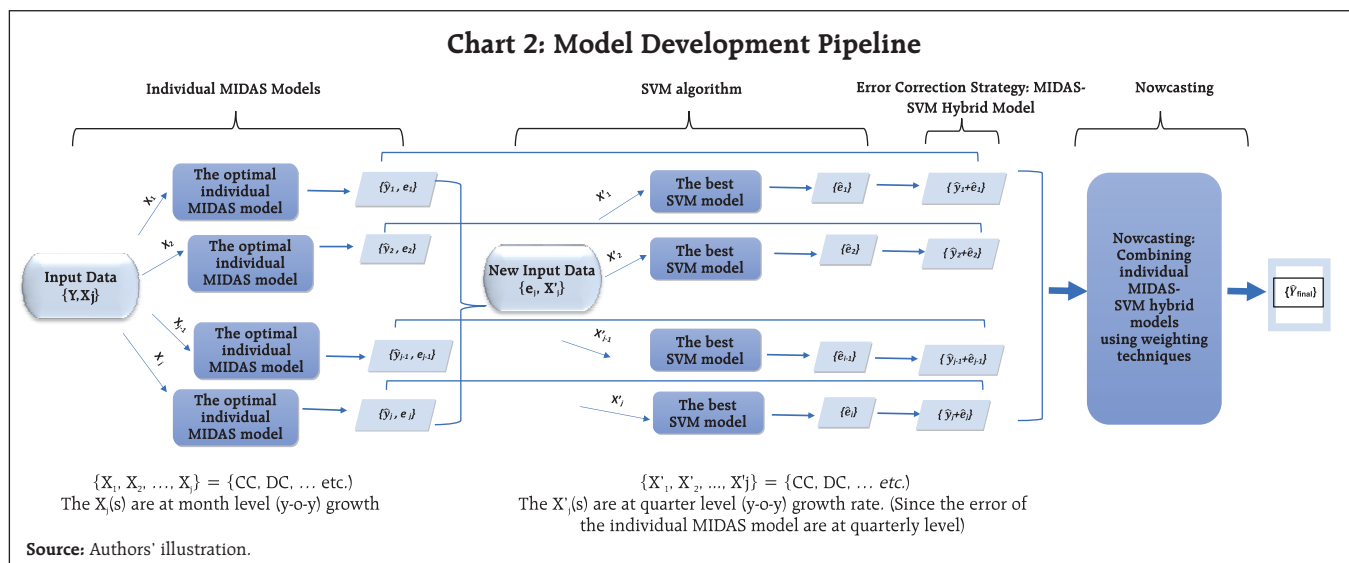 Chart 2: Model Development Pipeline
Individual MIDAS Models
SVM algorithm
Error Correction Strategy: MIDAS-
SVM Hybrid Model
Nowcasting
Input Data
{Y,Xj}
X₁
X₂
Xⱼ₋₁
Xⱼ
The optimal
individual
MIDAS model
{ŷ₁ , e₁}
The optimal
individual
MIDAS model
{ŷ₂ , e₂}
The optimal
individual
MIDAS model
{ŷⱼ₋₁ , eⱼ₋₁}
The optimal
individual
MIDAS model
{ŷⱼ , e ⱼ}
New Input Data
{eⱼ, X'ⱼ}
X'₁
The best
SVM model
{ê₁}
{ ŷ₁+ê₁}
X'₂
The best
SVM model
{ê₂}
{ ŷ₂+ê₂}
X'ⱼ₋₁
The best
SVM model
{êⱼ₋₁}
{ ŷⱼ₋₁+êⱼ₋₁}
X'ⱼ
The best
SVM model
{êⱼ}
{ ŷⱼ+êⱼ}
Nowcasting:
Combining
individual
MIDAS-
SVM hybrid
models
using weighting
techniques
{Ŷfinal}
{X₁, X₂, …, Xⱼ} = {CC, DC, … etc.)
The Xⱼ(s) are at month level (y-o-y) growth
{X'₁, X'₂, ..., X'j} = {CC, DC, … etc.)
The X'ⱼ(s) are at quarter level (y-o-y) growth rate. (Since the error of
the individual MIDAS model are at quarterly level)
Source: Authors' illustration.